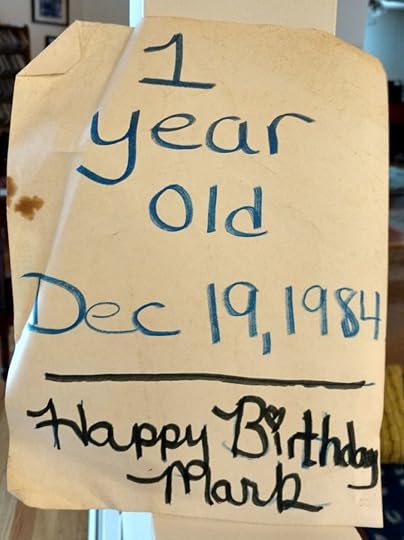 1
year
old
Dec 19, 1984
Happy Birthday
Mark